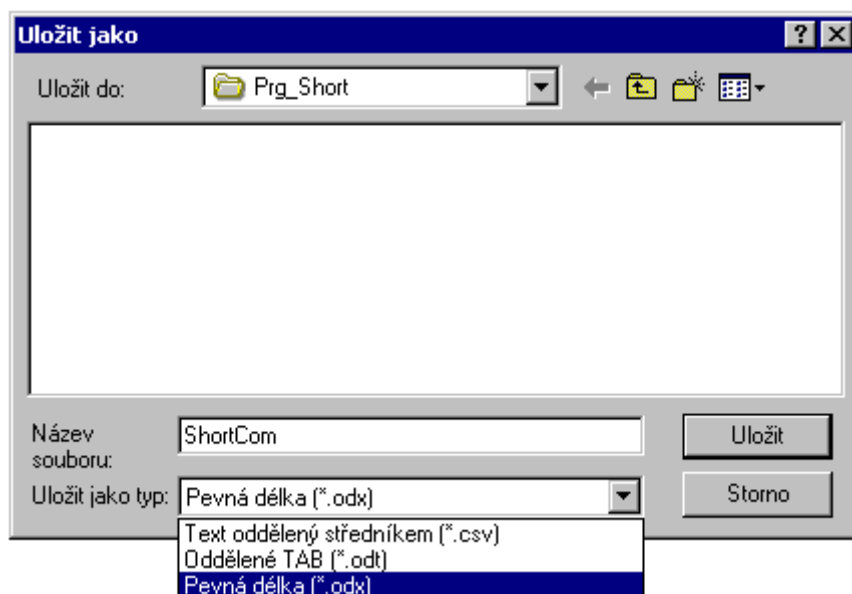 Uložit jako
Uložit do: Prg_Short
Název souboru: ShortCom
Uložit
Uložit jako typ: Pevná délka (*.odx)
Storno
Text oddělený středníkem (*.csv)
Oddělené TAB (*.odt)
Pevná délka (*.odx)